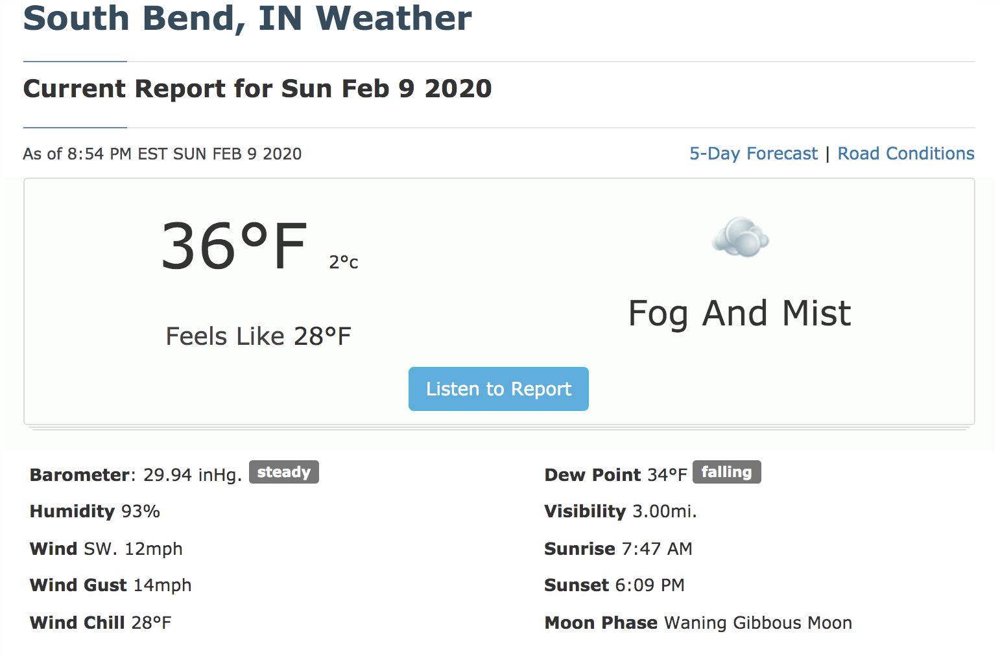 South Bend, IN Weather
Current Report for Sun Feb 9 2020
As of 8:54 PM EST SUN FEB 9 2020
5-Day Forecast | Road Conditions
36°F 2°c
Feels Like 28°F
Fog And Mist
Listen to Report
Barometer: 29.94 inHg. steady
Humidity 93%
Wind SW. 12mph
Wind Gust 14mph
Wind Chill 28°F
Dew Point 34°F falling
Visibility 3.00mi.
Sunrise 7:47 AM
Sunset 6:09 PM
Moon Phase Waning Gibbous Moon